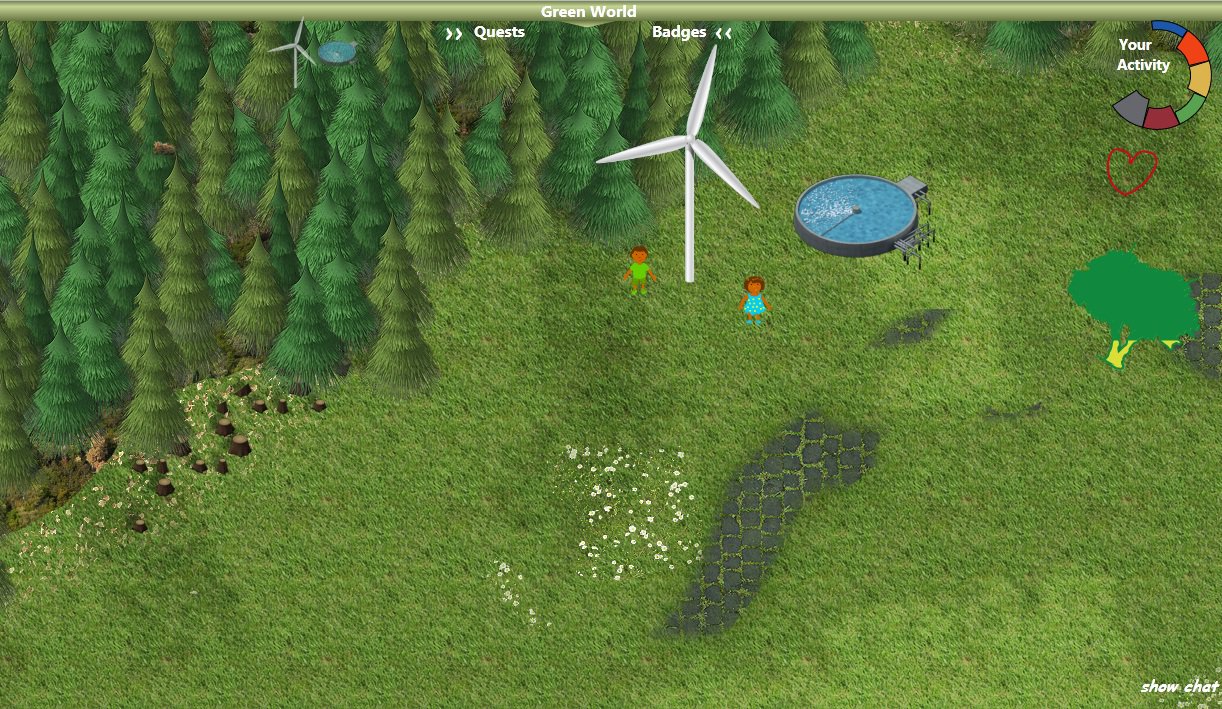 Green World
›› Quests
Badges ‹‹
Your
Activity
show chat